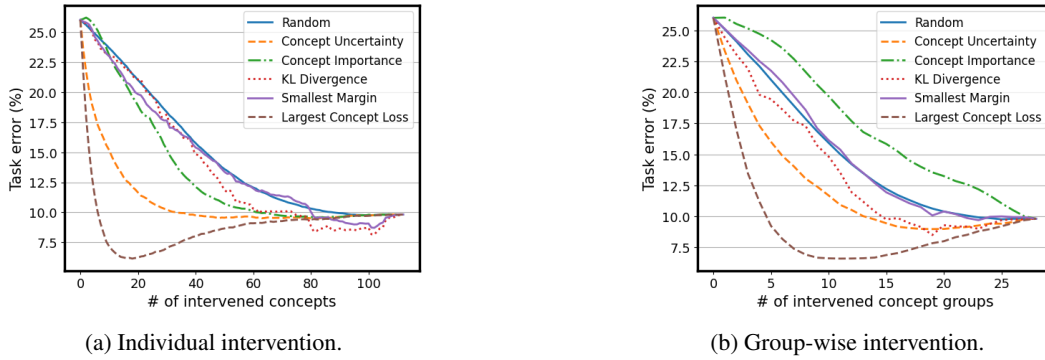 25.0
22.5
20.0
17.5
15.0
12.5
10.0
7.5
Task error (%)
Random
Concept Uncertainty
Concept Importance
KL Divergence
Smallest Margin
Largest Concept Loss
0 20 40 60 80 100
# of intervened concepts
(a) Individual intervention.
25.0
22.5
20.0
17.5
15.0
12.5
10.0
7.5
Task error (%)
Random
Concept Uncertainty
Concept Importance
KL Divergence
Smallest Margin
Largest Concept Loss
0 5 10 15 20 25
# of intervened concept groups
(b) Group-wise intervention.